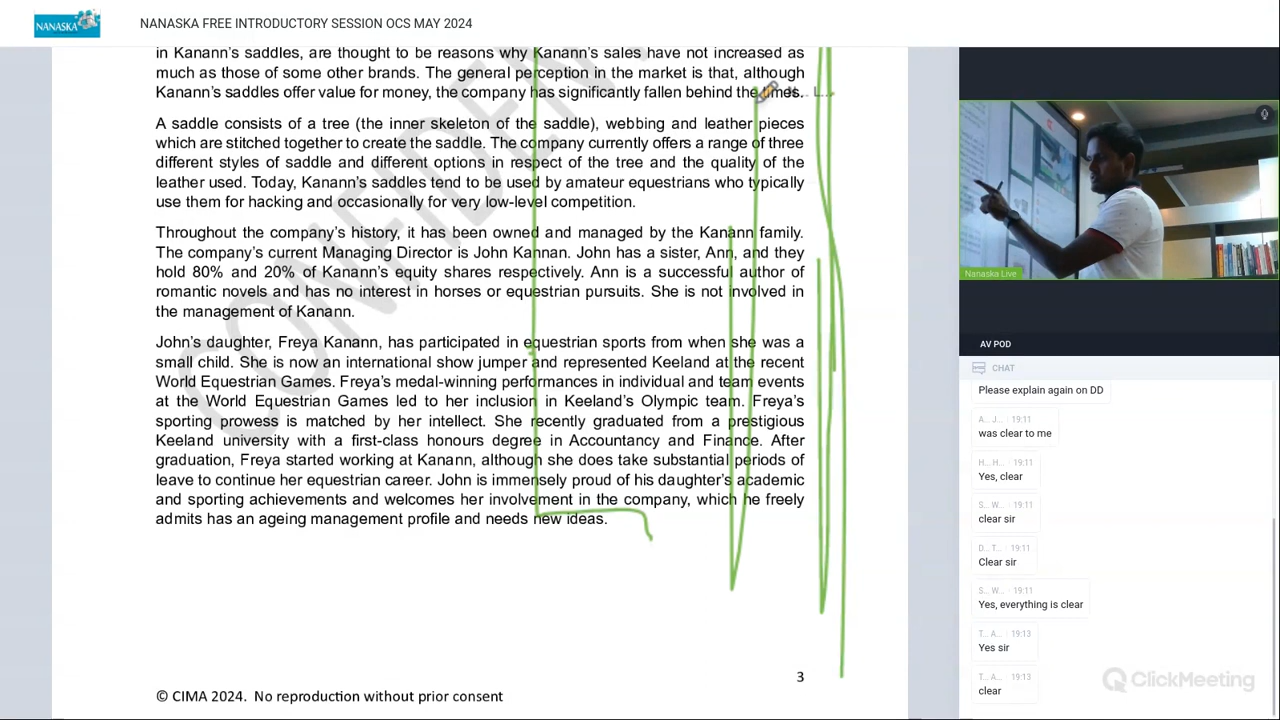 NANASKA
NANASKA FREE INTRODUCTORY SESSION OCS MAY 2024
in Kanann's saddles, are thought to be reasons why Kanann's sales have not increased as
much as those of some other brands. The general perception in the market is that, although
Kanann's saddles offer value for money, the company has significantly fallen behind the times.
A saddle consists of a tree (the inner skeleton of the saddle), webbing and leather pieces
which are stitched together to create the saddle. The company currently offers a range of three
different styles of saddle and different options in respect of the tree and the quality of the
leather used. Today, Kanann's saddles tend to be used by amateur equestrians who typically
use them for hacking and occasionally for very low-level competition.
Throughout the company's history, it has been owned and managed by the Kanann family.
The company's current Managing Director is John Kannan. John has a sister, Ann, and they
hold 80% and 20% of Kanann's equity shares respectively. Ann is a successful author of
romantic novels and has no interest in horses or equestrian pursuits. She is not involved in
the management of Kanann.
John's daughter, Freya Kanann, has participated in equestrian sports from when she was a
small child. She is now an international show jumper and represented Keeland at the recent
World Equestrian Games. Freya's medal-winning performances in individual and team events
at the World Equestrian Games led to her inclusion in Keeland's Olympic team. Freya's
sporting prowess is matched by her intellect. She recently graduated from a prestigious
Keeland university with a first-class honours degree in Accountancy and Finance. After
graduation, Freya started working at Kanann, although she does take substantial periods of
leave to continue her equestrian career. John is immensely proud of his daughter's academic
and sporting achievements and welcomes her involvement in the company, which he freely
admits has an ageing management profile and needs new ideas.
3
© CIMA 2024. No reproduction without prior consent
CONFIDEN
Nanaska Live
AV POD
CHAT
Please explain again on DD
A... J... · 19:11
was clear to me
H... H... · 19:11
Yes, clear
S... W... · 19:11
clear sir
D... T... · 19:11
Clear sir
S... W... · 19:11
Yes, everything is clear
T... A... · 19:13
Yes sir
T... A... · 19:13
clear
ClickMeeting